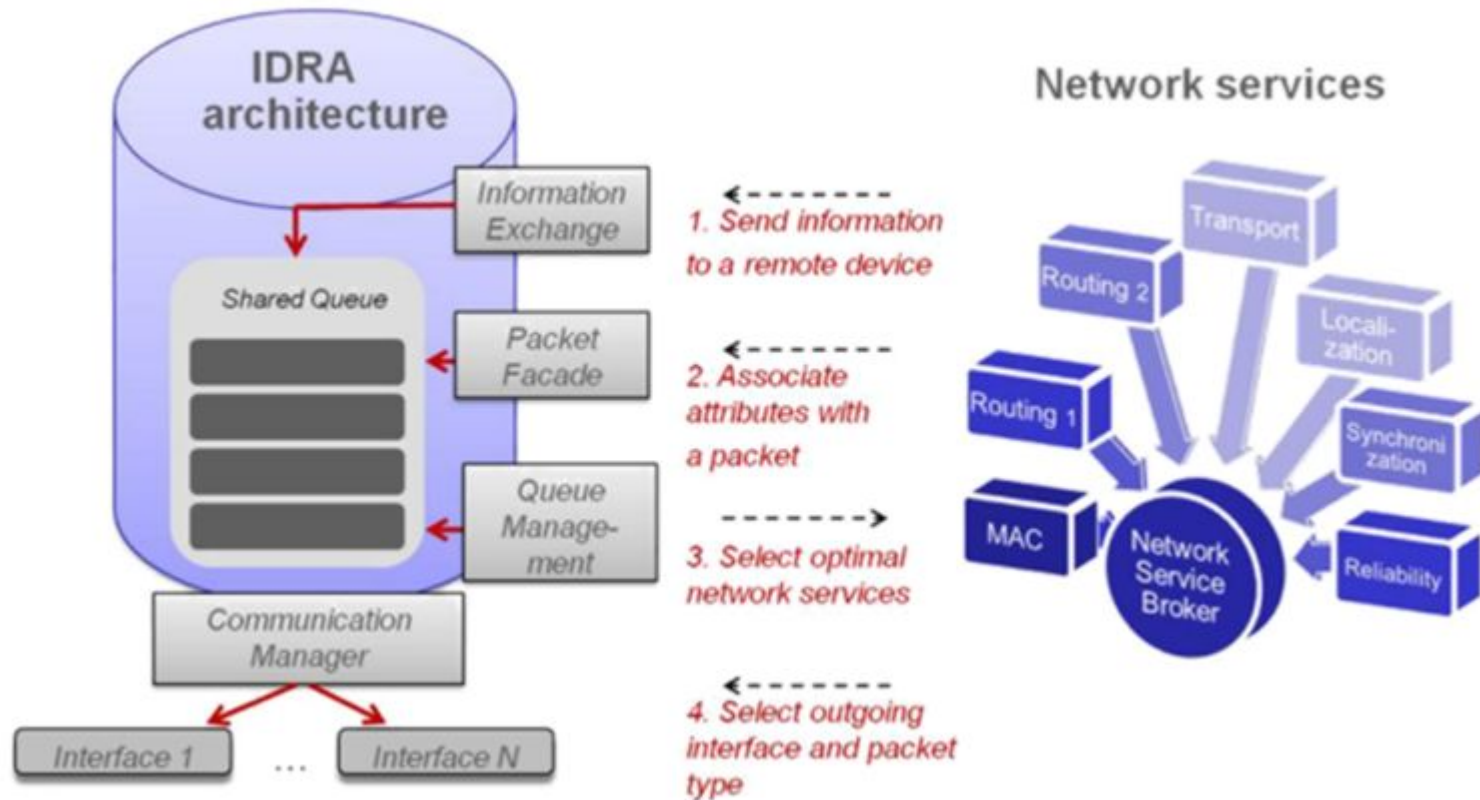 IDRA
architecture
Information
Exchange
Shared Queue
Packet
Facade
Queue
Manage-
ment
Communication
Manager
Interface 1
...
Interface N
1. Send information
to a remote device
2. Associate
attributes with
a packet
3. Select optimal
network services
4. Select outgoing
interface and packet
type
Network services
Transport
Routing 2
Locali-
zation
Routing 1
Synchroni
zation
MAC
Network
Service
Broker
Reliability